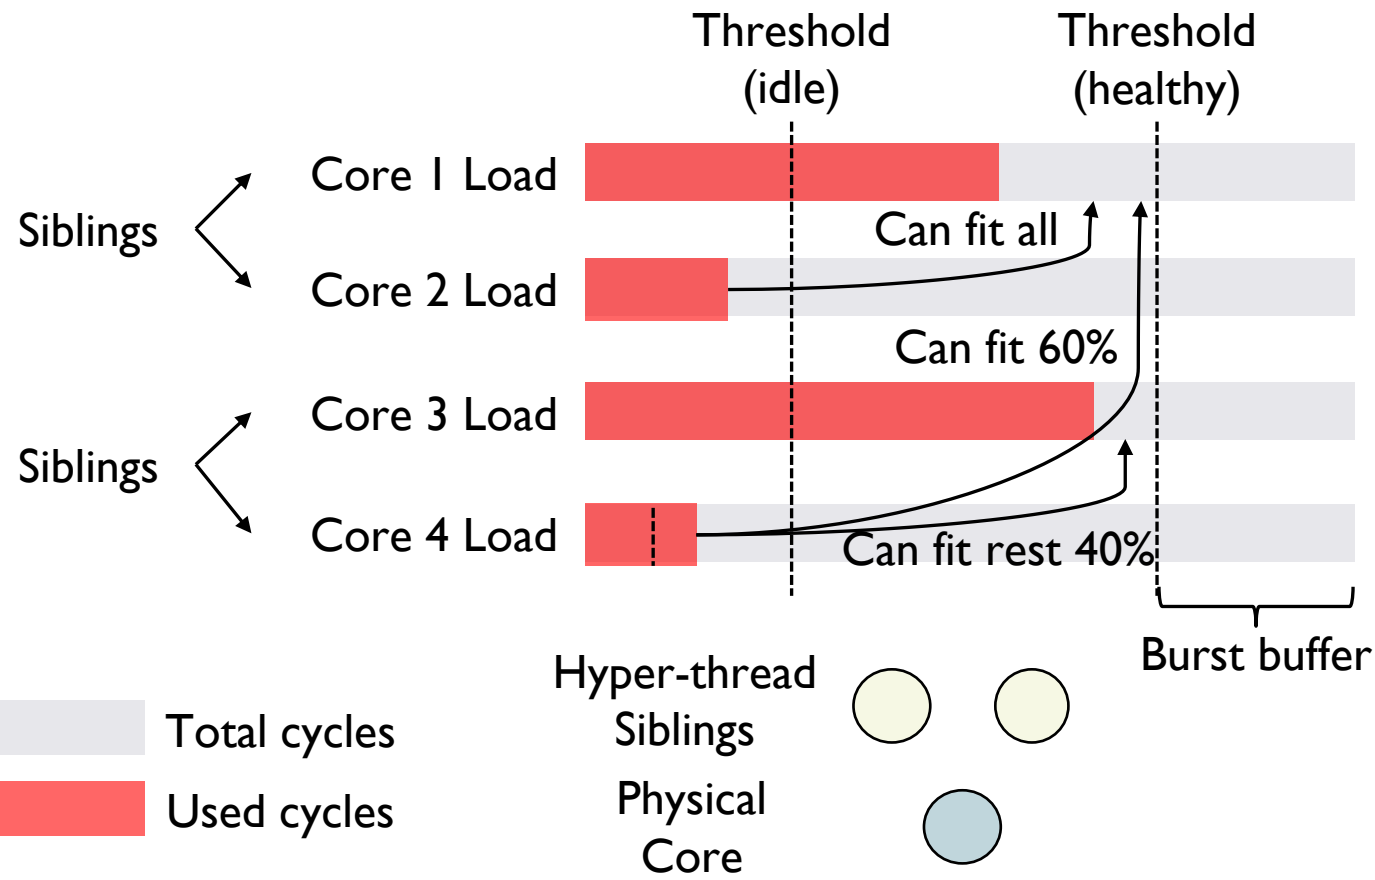 Threshold
(idle)
Threshold
(healthy)
Siblings
Core 1 Load
Can fit all
Core 2 Load
Can fit 60%
Siblings
Core 3 Load
Core 4 Load
Can fit rest 40%
Burst buffer
Hyper-thread
Siblings
Total cycles
Used cycles
Physical
Core